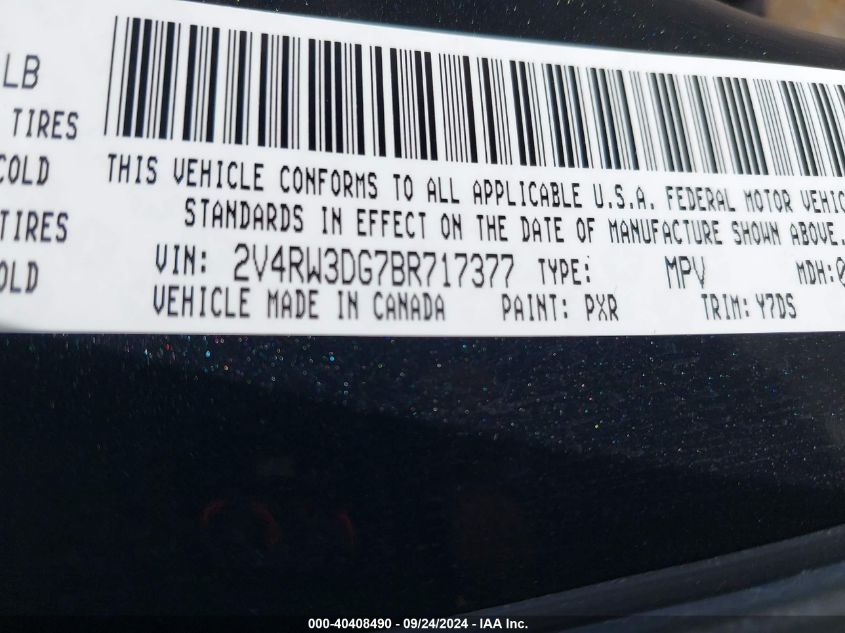 LB
TIRES
COLD
THIS VEHICLE CONFORMS TO ALL APPLICABLE U.S.A. FEDERAL MOTOR VEHIC
TIRES
STANDARDS IN EFFECT ON THE DATE OF MANUFACTURE SHOWN ABOVE.
OLD
VIN: 2V4RW3DG7BR717377 TYPE: MPV MDH:0
VEHICLE MADE IN CANADA PAINT: PXR TRIM: Y7DS
000-40408490 - 09/24/2024 - IAA Inc.